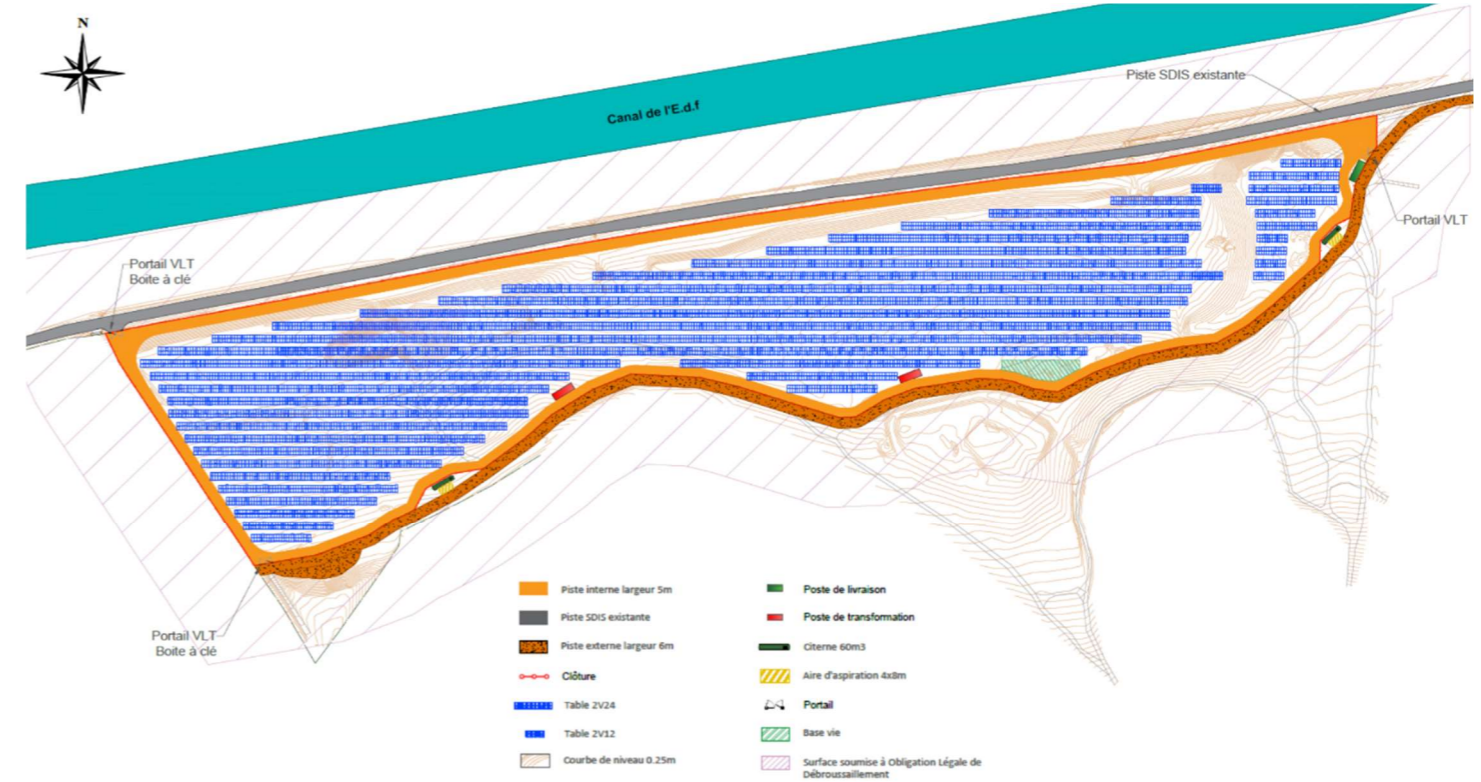 N
Canal de l'E.d.f
Piste SDIS existante
Portail VLT
Boite à clé
Portail VLT
Portail VLT
Boite à clé
Piste interne largeur 5m
Piste SDIS existante
Piste externe largeur 6m
Clôture
Table 2V24
Table 2V12
Courbe de niveau 0.25m
Poste de livraison
Poste de transformation
Citerne 60m3
Aire d'aspiration 4x8m
Portail
Base vie
Surface soumise à Obligation Légale de
Débroussaillement